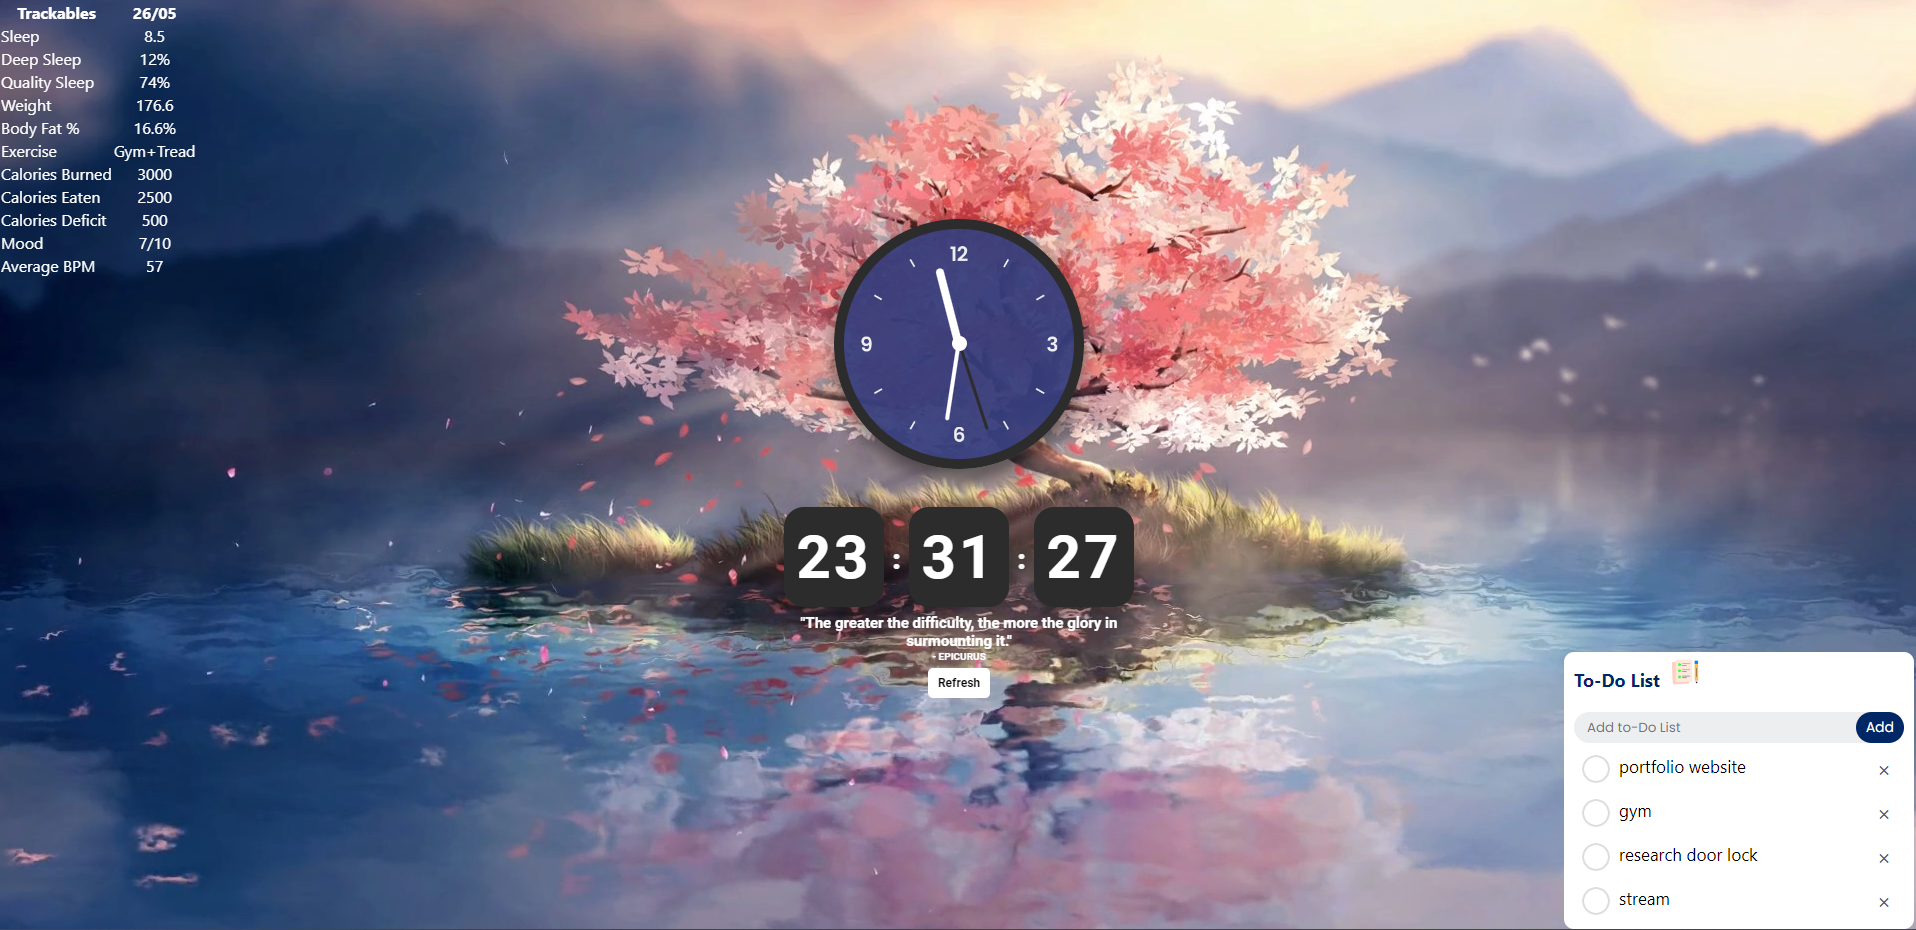 Trackables 26/05
Sleep 8.5
Deep Sleep 12%
Quality Sleep 74%
Weight 176.6
Body Fat % 16.6%
Exercise Gym+Tread
Calories Burned 3000
Calories Eaten 2500
Calories Deficit 500
Mood 7/10
Average BPM 57
12
9 3
6
23 : 31 : 27
"The greater the difficulty, the more the glory in
surmounting it."
- EPICURUS
Refresh
To-Do List
Add to-Do List Add
portfolio website ×
gym ×
research door lock ×
stream ×